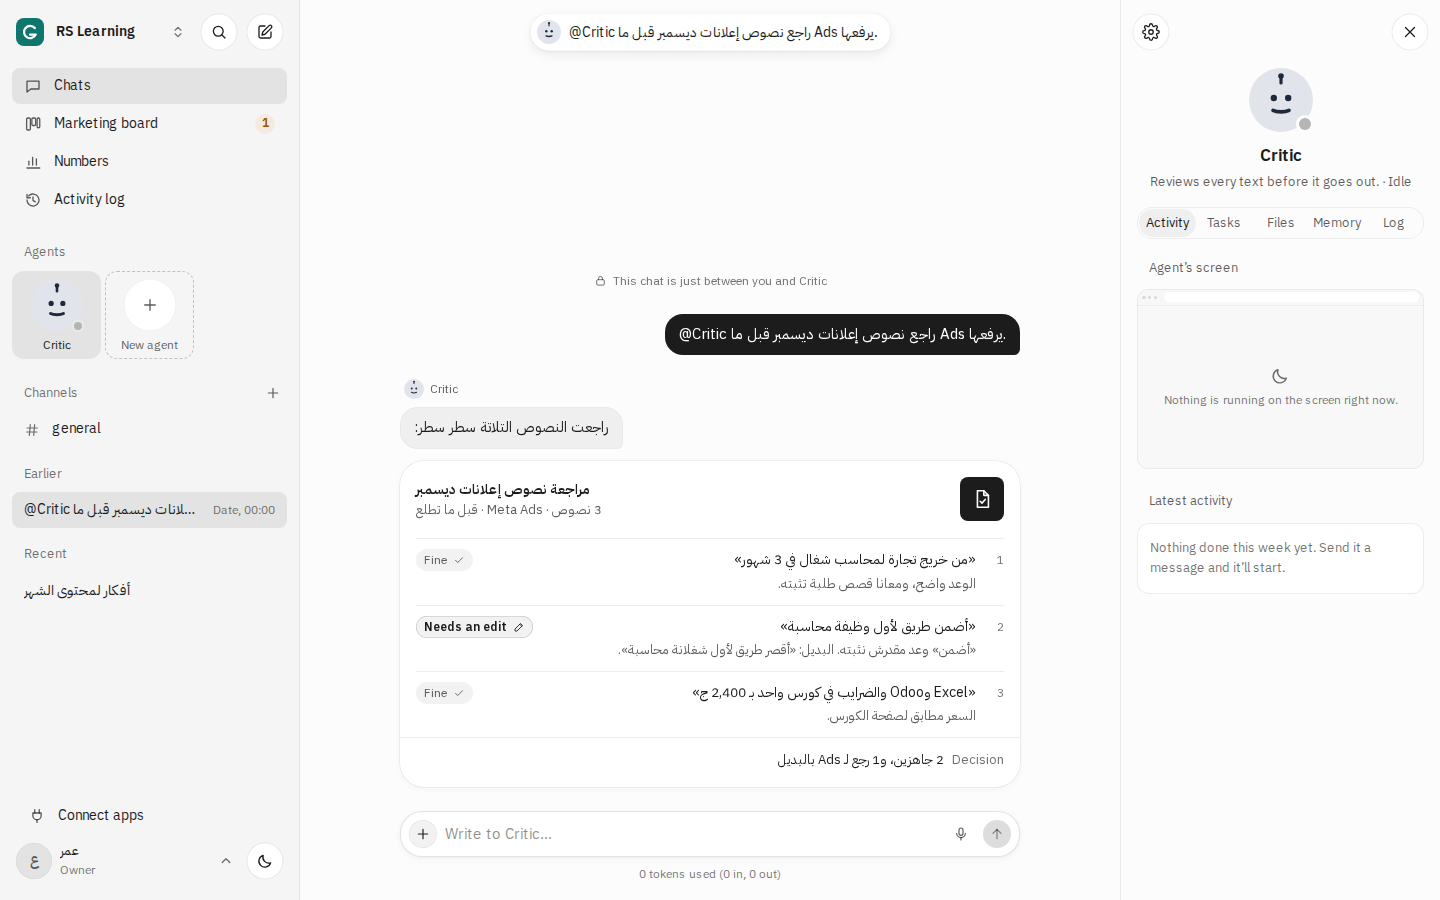 RS Learning
Chats
Marketing board 1
Numbers
Activity log
Agents
Critic
New agent
Channels
general
Earlier
@Critic لانات ديسمبر قبل ما... Date, 00:00
Recent
أفكار لمحتوى الشهر
Connect apps
ع
عمر
Owner
@Critic راجع نصوص إعلانات ديسمبر قبل ما Ads يرفعها.
This chat is just between you and Critic
@Critic راجع نصوص إعلانات ديسمبر قبل ما Ads يرفعها.
Critic
راجعت النصوص التلاتة سطر سطر:
مراجعة نصوص إعلانات ديسمبر
3 نصوص · Meta Ads · قبل ما تطلع
1 «من خريج تجارة لمحاسب شغال في 3 شهور» Fine
الوعد واضح، ومعانا قصص طلبة تثبته.
2 «أضمن طريق لأول وظيفة محاسبة» Needs an edit
«أضمن» وعد مقدرش نثبته. البديل: «أقصر طريق لأول شغلانة محاسبة».
3 «Excel وOdoo والضرايب في كورس واحد بـ 2,400 ج» Fine
السعر مطابق لصفحة الكورس.
Decision 2 جاهزين، و1 رجع لـ Ads بالبديل
Write to Critic...
0 tokens used (0 in, 0 out)
Critic
Reviews every text before it goes out. · Idle
Activity Tasks Files Memory Log
Agent's screen
Nothing is running on the screen right now.
Latest activity
Nothing done this week yet. Send it a
message and it'll start.